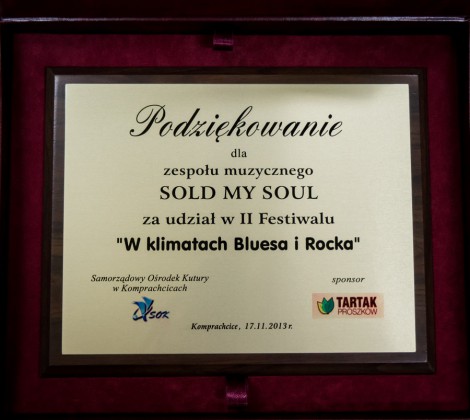 Podziękowanie
dla
zespołu muzycznego
SOLD MY SOUL
za udział w II Festiwalu
"W klimatach Bluesa i Rocka"
Samorządowy Ośrodek Kutury
w Komprachcicach
sok
sponsor
TARTAK
PROSZKÓW
Komprachcice, 17.11.2013 r.